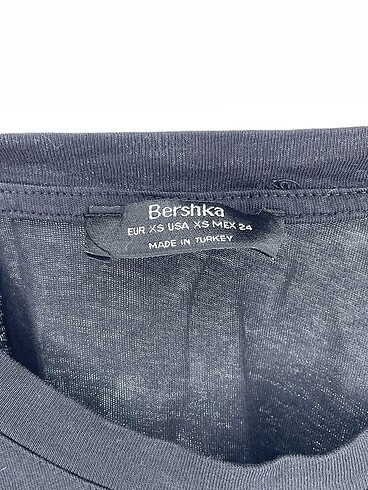 Bershka
EUR XS USA XS MEX 24
MADE IN TURKEY